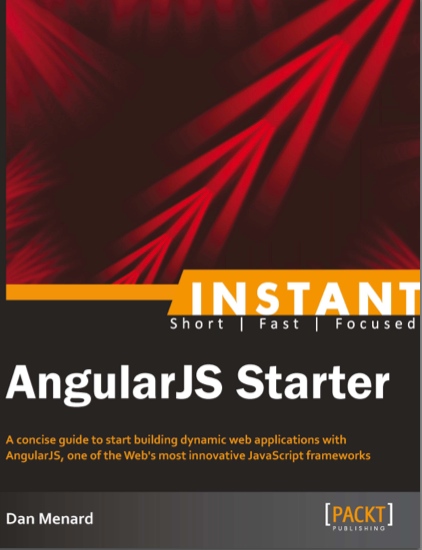 INSTANT
Short | Fast | Focused
AngularJS Starter
A concise guide to start building dynamic web applications with
AngularJS, one of the Web's most innovative JavaScript frameworks
Dan Menard
[PACKT]
PUBLISHING